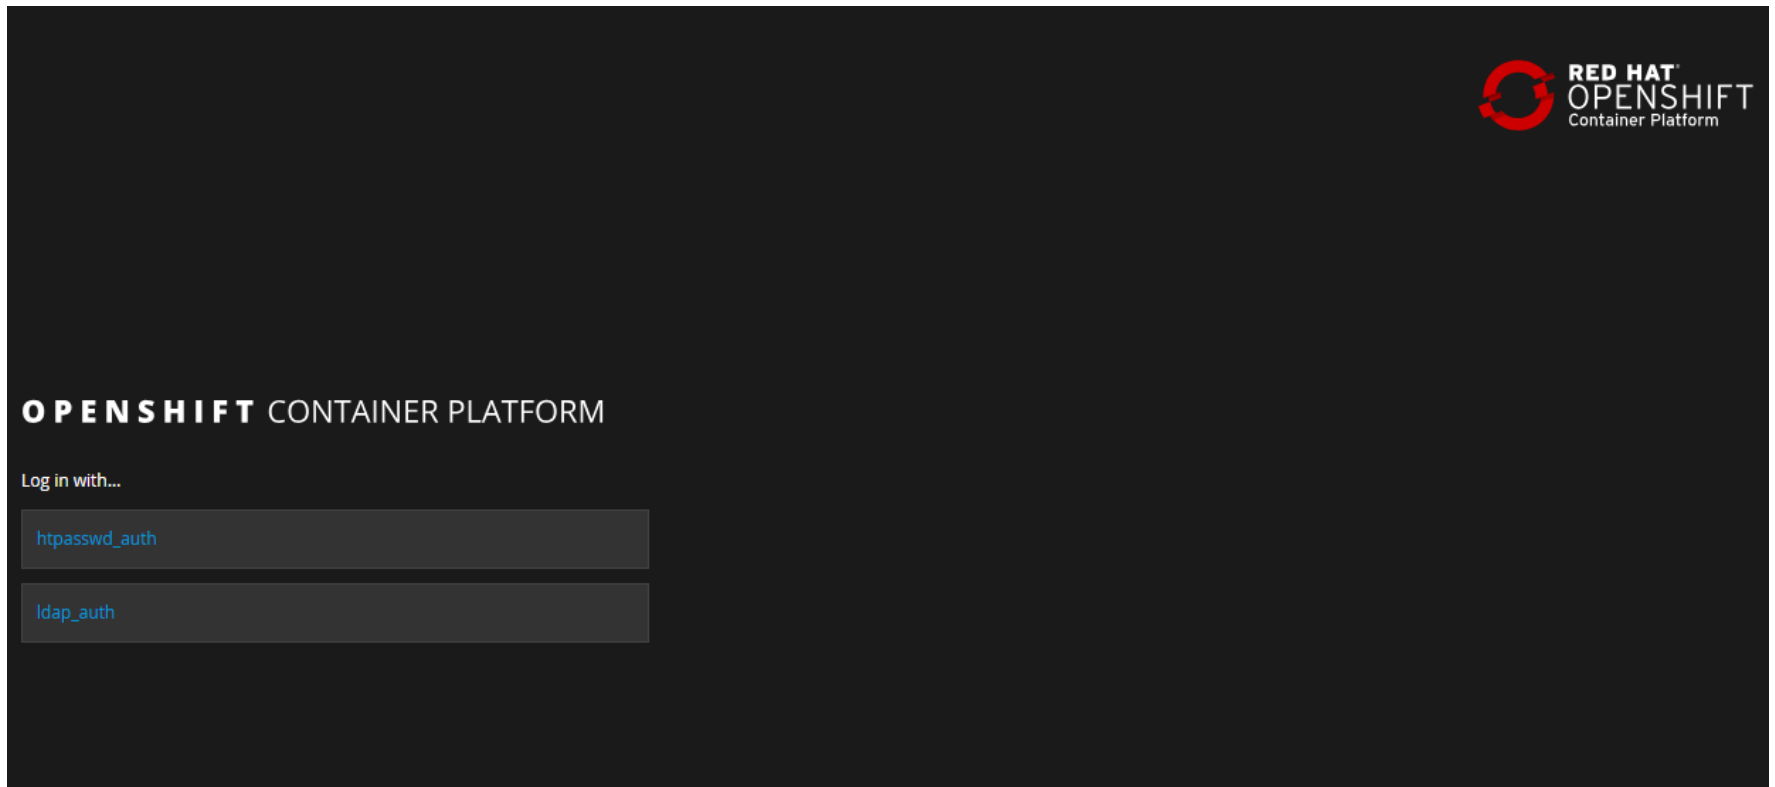 RED HAT®
OPENSHIFT
Container Platform
OPENSHIFT CONTAINER PLATFORM
Log in with...
htpasswd_auth
ldap_auth